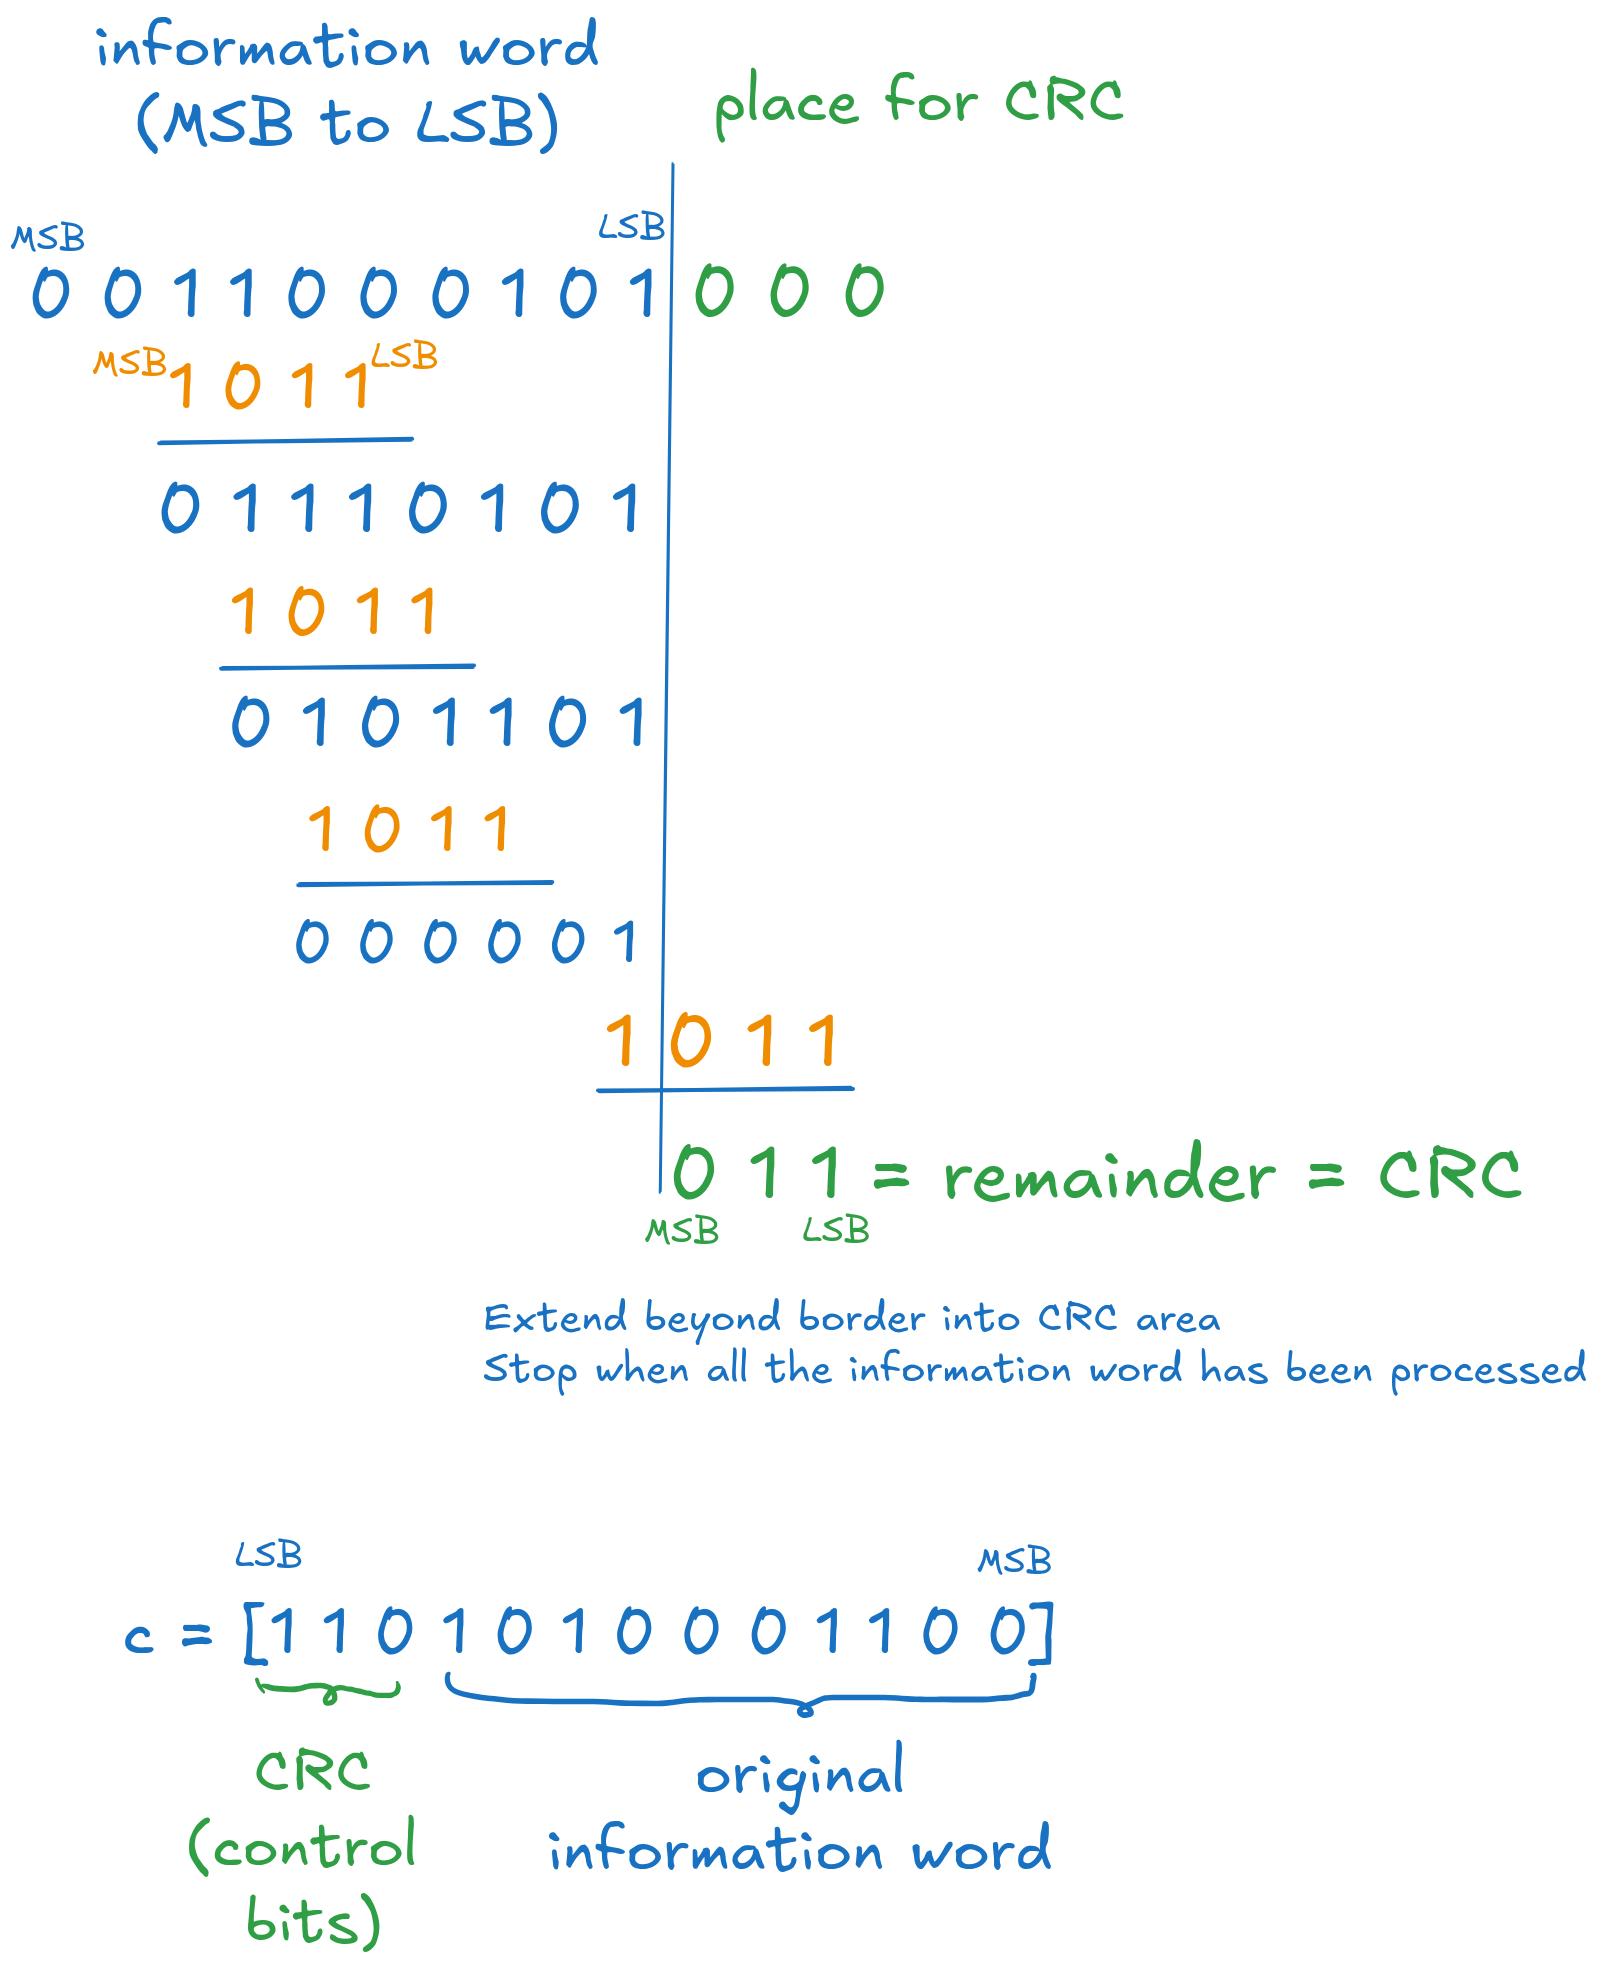 information word
(MSB to LSB)
place for CRC
MSB LSB
0 0 1 1 0 0 0 1 0 1 0 0 0
MSB 1 0 1 1 LSB
0 1 1 1 0 1 0 1
1 0 1 1
0 1 0 1 1 0 1
1 0 1 1
0 0 0 0 0 1
1 0 1 1
0 1 1 = remainder = CRC
MSB LSB
Extend beyond border into CRC area
Stop when all the information word has been processed
LSB MSB
c = [1 1 0 1 0 1 0 0 0 1 1 0 0]
CRC
(control
bits)
original
information word